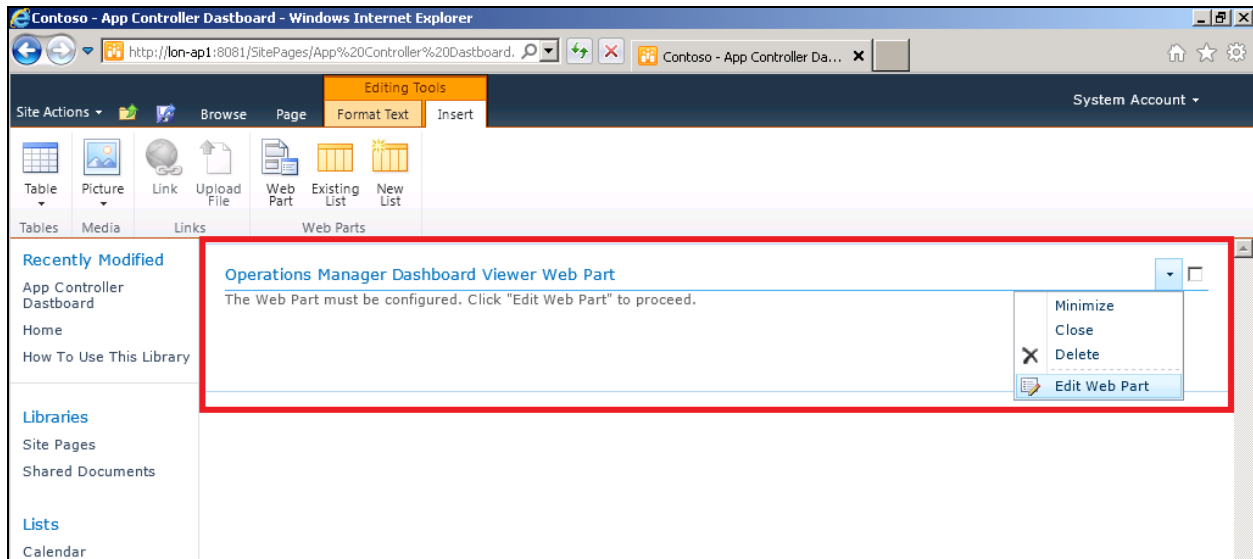 Contoso - App Controller Dastboard - Windows Internet Explorer
http://lon-ap1:8081/SitePages/App%20Controller%20Dastboard.
Contoso - App Controller Da...
Editing Tools
Site Actions
Browse
Page
Format Text
Insert
System Account
Table
Picture
Link
Upload File
Web Part
Existing List
New List
Tables
Media
Links
Web Parts
Recently Modified
App Controller
Dastboard
Home
How To Use This Library
Libraries
Site Pages
Shared Documents
Lists
Calendar
Operations Manager Dashboard Viewer Web Part
The Web Part must be configured. Click "Edit Web Part" to proceed.
Minimize
Close
Delete
Edit Web Part